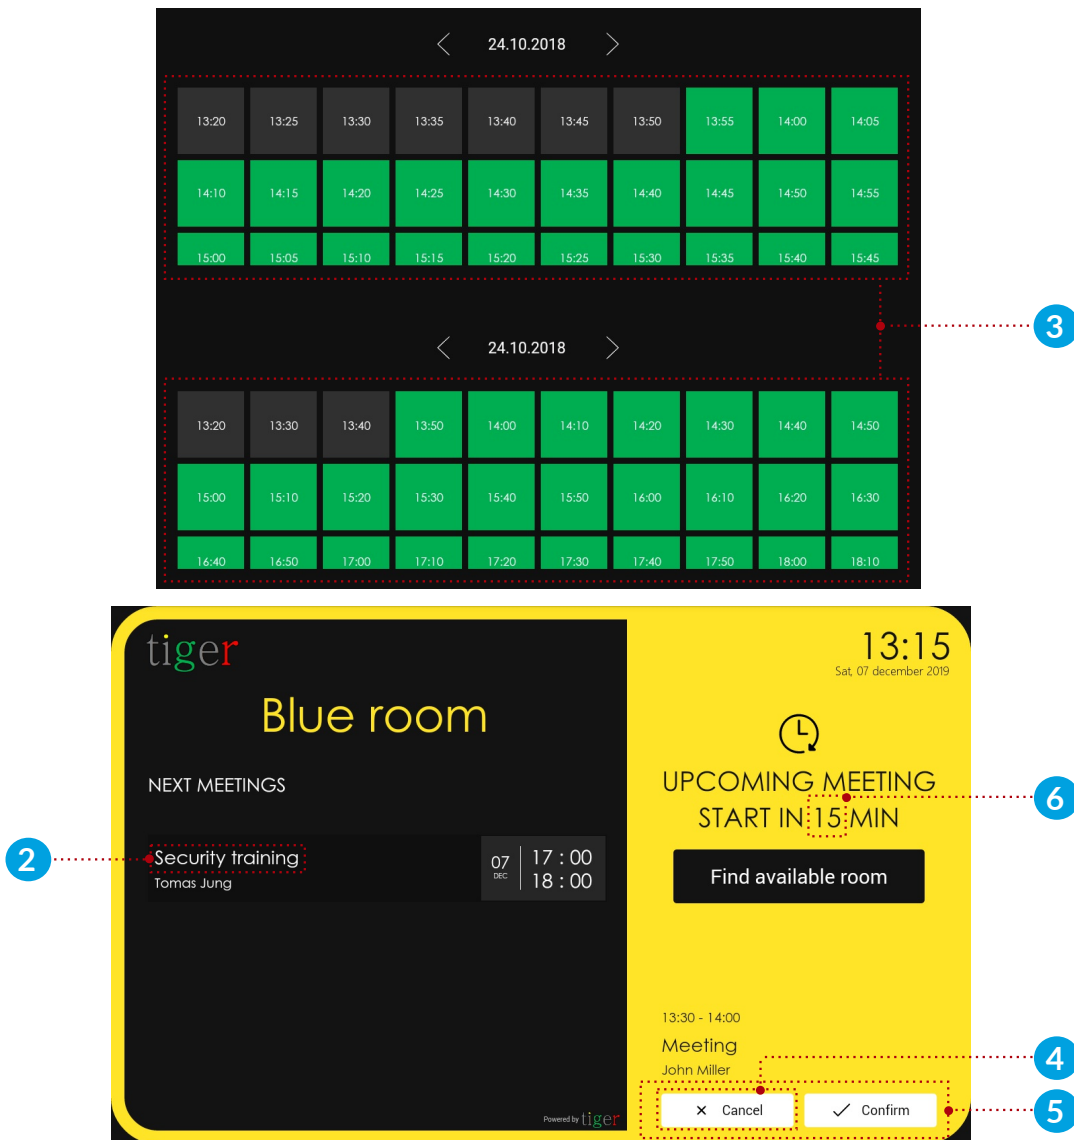 24.10.2018
13:20 13:25 13:30 13:35 13:40 13:45 13:50 13:55 14:00 14:05
14:10 14:15 14:20 14:25 14:30 14:35 14:40 14:45 14:50 14:55
15:00 15:05 15:10 15:15 15:20 15:25 15:30 15:35 15:40 15:45
3
24.10.2018
13:20 13:30 13:40 13:50 14:00 14:10 14:20 14:30 14:40 14:50
15:00 15:10 15:20 15:30 15:40 15:50 16:00 16:10 16:20 16:30
16:40 16:50 17:00 17:10 17:20 17:30 17:40 17:50 18:00 18:10
tiger
Blue room
NEXT MEETINGS
2
Security training
Tomas Jung
07
DEC
17 : 00
18 : 00
Powered by tiger
13:15
Sat, 07 december 2019
UPCOMING MEETING
START IN 15 MIN
6
Find available room
13:30 - 14:00
Meeting
John Miller
4
Cancel Confirm
5